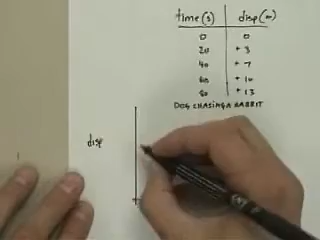 time(s) disp(m)
0 0
20 +3
40 +7
60 +10
80 +13
DOG CHASING A RABBIT
disp